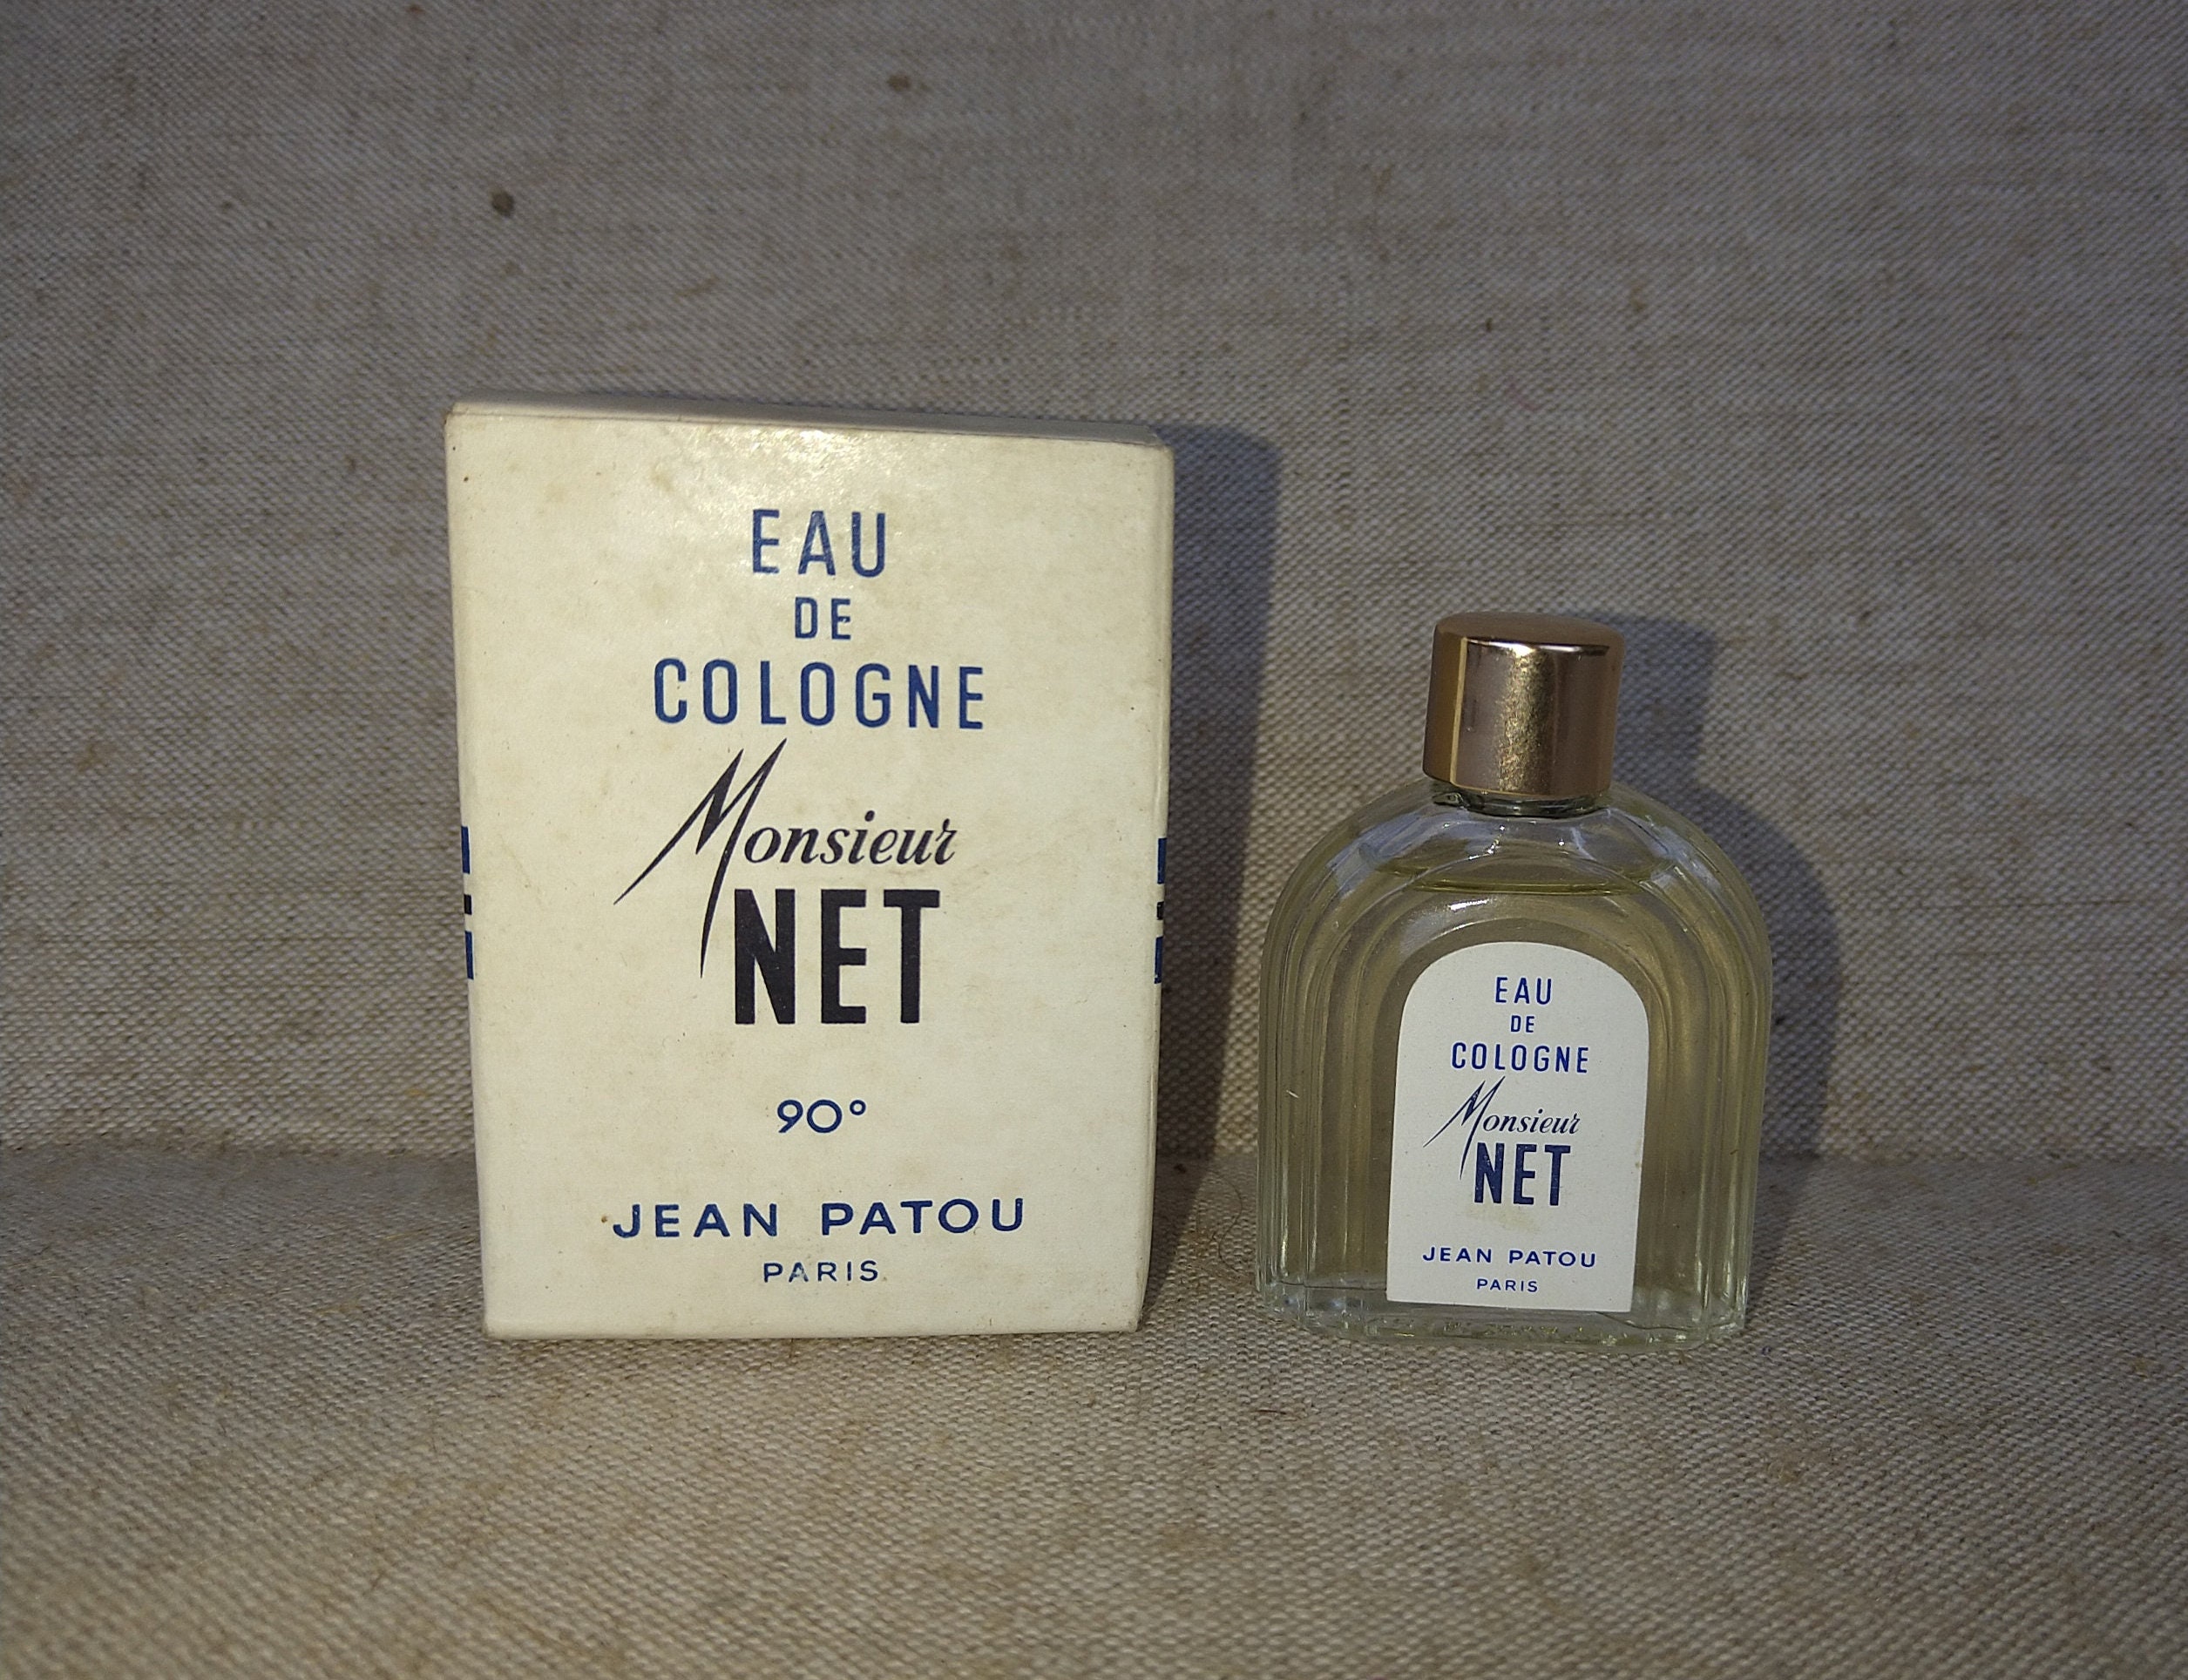 EAU
DE
COLOGNE
Monsieur
NET
90°
JEAN PATOU
PARIS
EAU
DE
COLOGNE
Monsieur
NET
JEAN PATOU
PARIS